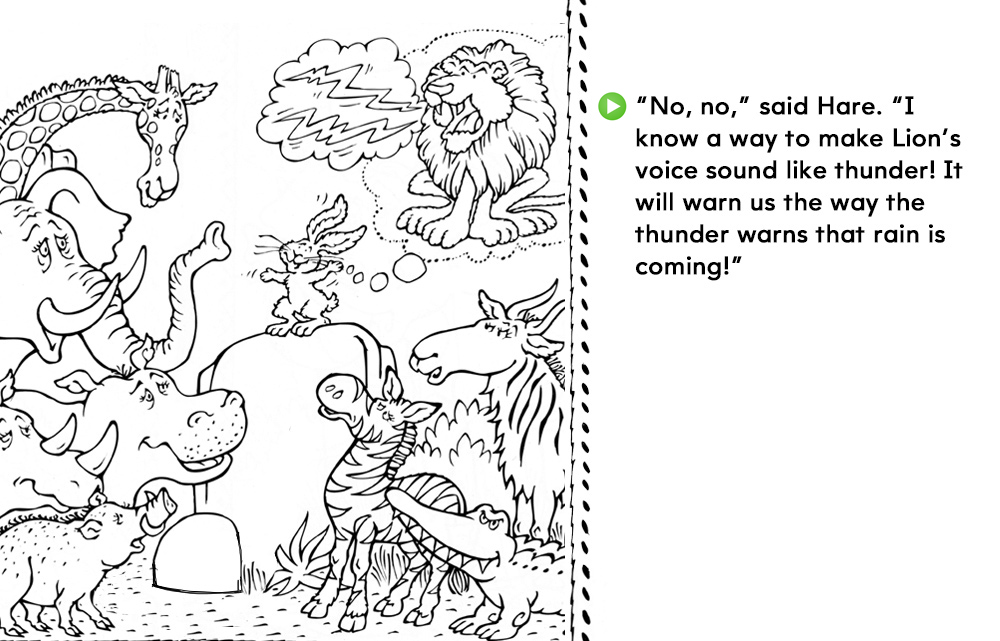 “No, no,” said Hare. “I
know a way to make Lion’s
voice sound like thunder! It
will warn us the way the
thunder warns that rain is
coming!”